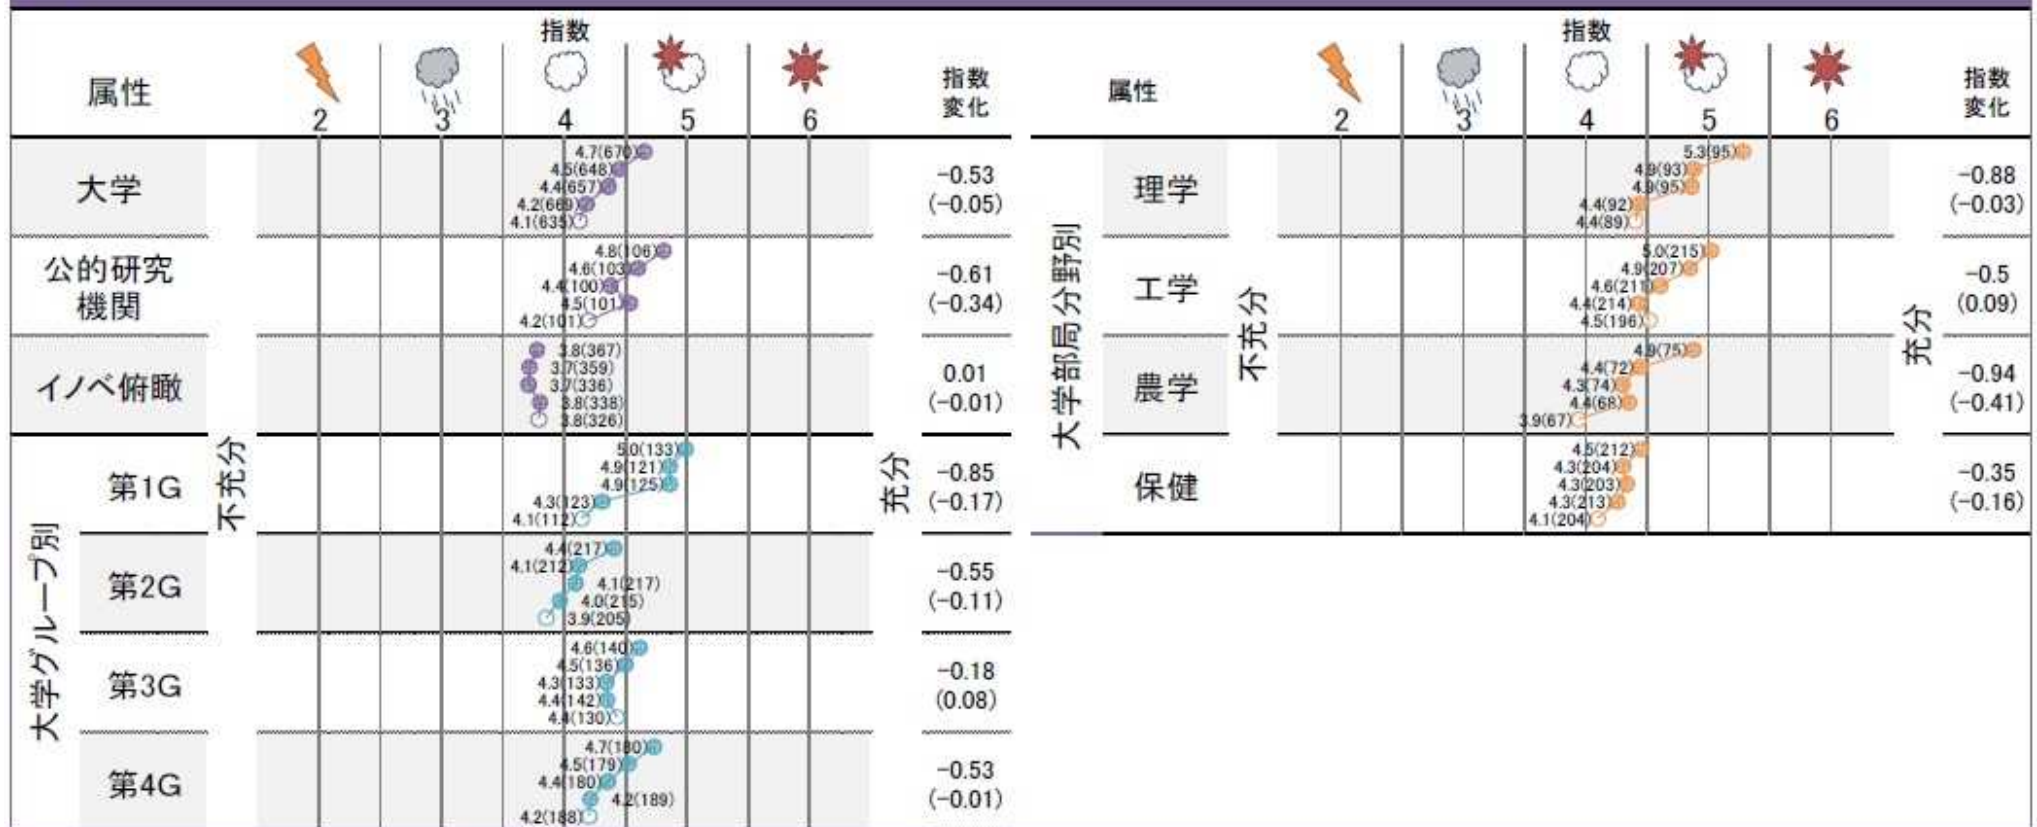 指数
属性
2 3 4 5 6
指数
変化
不充分
充分
大学
4.7(670)
4.5(648)
4.4(657)
4.2(669)
4.1(635)
-0.53
(-0.05)
公的研究
機関
4.8(106)
4.6(103)
4.4(100)
4.5(101)
4.2(101)
-0.61
(-0.34)
イノベ俯瞰
3.8(367)
3.7(359)
3.7(336)
3.8(338)
3.8(326)
0.01
(-0.01)
大学グループ別
第1G
5.0(133)
4.9(121)
4.9(125)
4.3(123)
4.1(112)
-0.85
(-0.17)
第2G
4.4(217)
4.1(212)
4.1(217)
4.0(215)
3.9(205)
-0.55
(-0.11)
第3G
4.6(140)
4.5(136)
4.3(133)
4.4(142)
4.4(130)
-0.18
(0.08)
第4G
4.7(180)
4.5(179)
4.4(180)
4.2(189)
4.2(188)
-0.53
(-0.01)
指数
属性
2 3 4 5 6
指数
変化
大学部局分野別
不充分
充分
理学
5.3(95)
4.9(93)
4.9(95)
4.4(92)
4.4(89)
-0.88
(-0.03)
工学
5.0(215)
4.9(207)
4.6(211)
4.4(214)
4.5(196)
-0.5
(0.09)
農学
4.9(75)
4.4(72)
4.3(74)
4.4(68)
3.9(67)
-0.94
(-0.41)
保健
4.5(212)
4.3(204)
4.3(203)
4.3(213)
4.1(204)
-0.35
(-0.16)